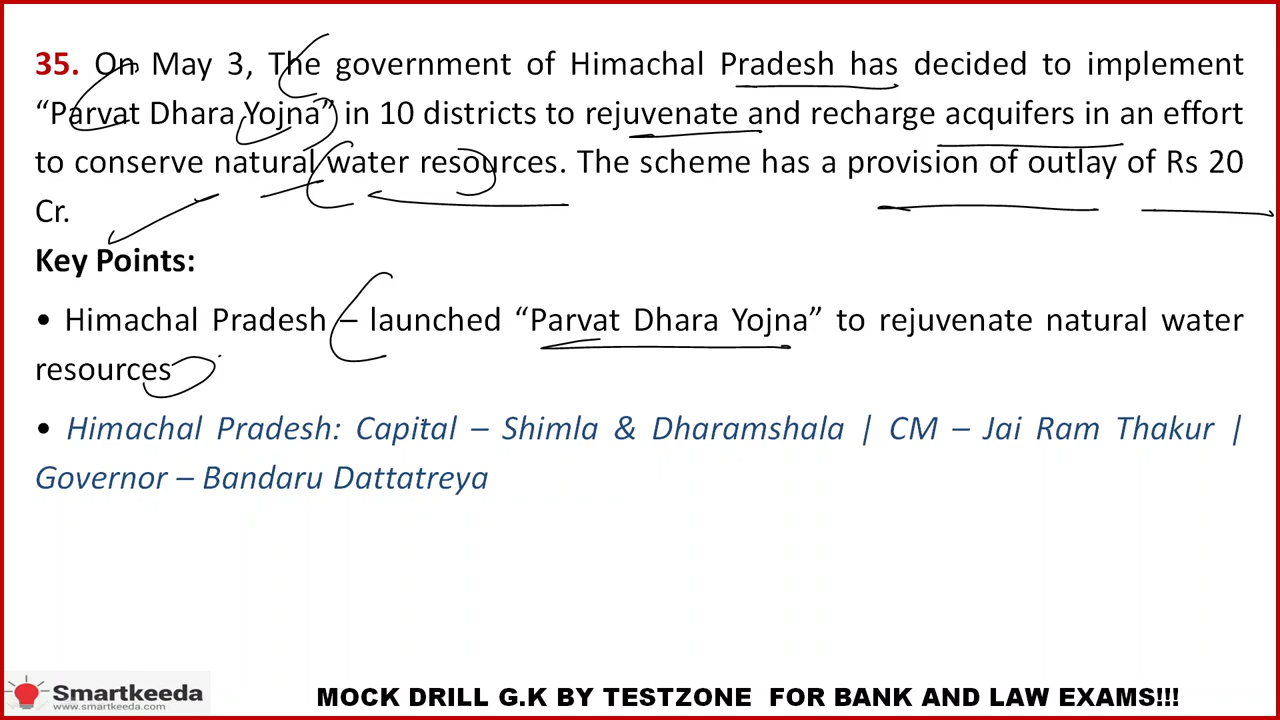 35. On May 3, The government of Himachal Pradesh has decided to implement
“Parvat Dhara Yojna” in 10 districts to rejuvenate and recharge acquifers in an effort
to conserve natural water resources. The scheme has a provision of outlay of Rs 20
Cr.
Key Points:
• Himachal Pradesh – launched “Parvat Dhara Yojna” to rejuvenate natural water
resources
• Himachal Pradesh: Capital – Shimla & Dharamshala | CM – Jai Ram Thakur |
Governor – Bandaru Dattatreya
Smartkeeda
www.smartkeeda.com
MOCK DRILL G.K BY TESTZONE FOR BANK AND LAW EXAMS!!!